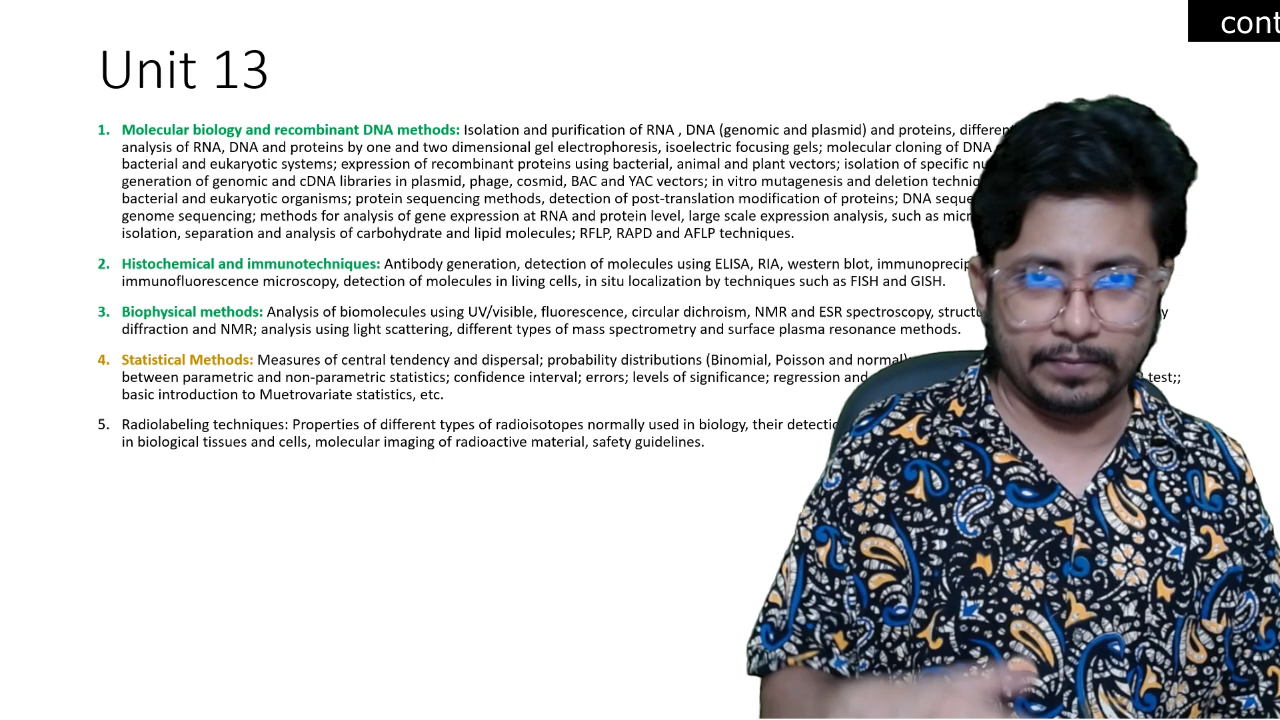 cont
Unit 13
1. Molecular biology and recombinant DNA methods: Isolation and purification of RNA , DNA (genomic and plasmid) and proteins,
analysis of RNA, DNA and proteins by one and two dimensional gel electrophoresis, isoelectric focusing gels; molecular cloning of DNA
bacterial and eukaryotic systems; expression of recombinant proteins using bacterial, animal and plant vectors; isolation of specific
generation of genomic and cDNA libraries in plasmid, phage, cosmid, BAC and YAC vectors; in vitro mutagenesis and deletion
bacterial and eukaryotic organisms; protein sequencing methods, detection of post-translation modification of proteins; DNA
genome sequencing; methods for analysis of gene expression at RNA and protein level, large scale expression analysis, such as
isolation, separation and analysis of carbohydrate and lipid molecules; RFLP, RAPD and AFLP techniques.
2. Histochemical and immunotechniques: Antibody generation, detection of molecules using ELISA, RIA, western blot,
immunofluorescence microscopy, detection of molecules in living cells, in situ localization by techniques such as FISH and GISH.
3. Biophysical methods: Analysis of biomolecules using UV/visible, fluorescence, circular dichroism, NMR and ESR spectroscopy,
diffraction and NMR; analysis using light scattering, different types of mass spectrometry and surface plasma resonance methods.
4. Statistical Methods: Measures of central tendency and dispersal; probability distributions (Binomial, Poisson and normal);
between parametric and non-parametric statistics; confidence interval; errors; levels of significance; regression and test;;
basic introduction to Muetrovariate statistics, etc.
5. Radiolabeling techniques: Properties of different types of radioisotopes normally used in biology, their
in biological tissues and cells, molecular imaging of radioactive material, safety guidelines.